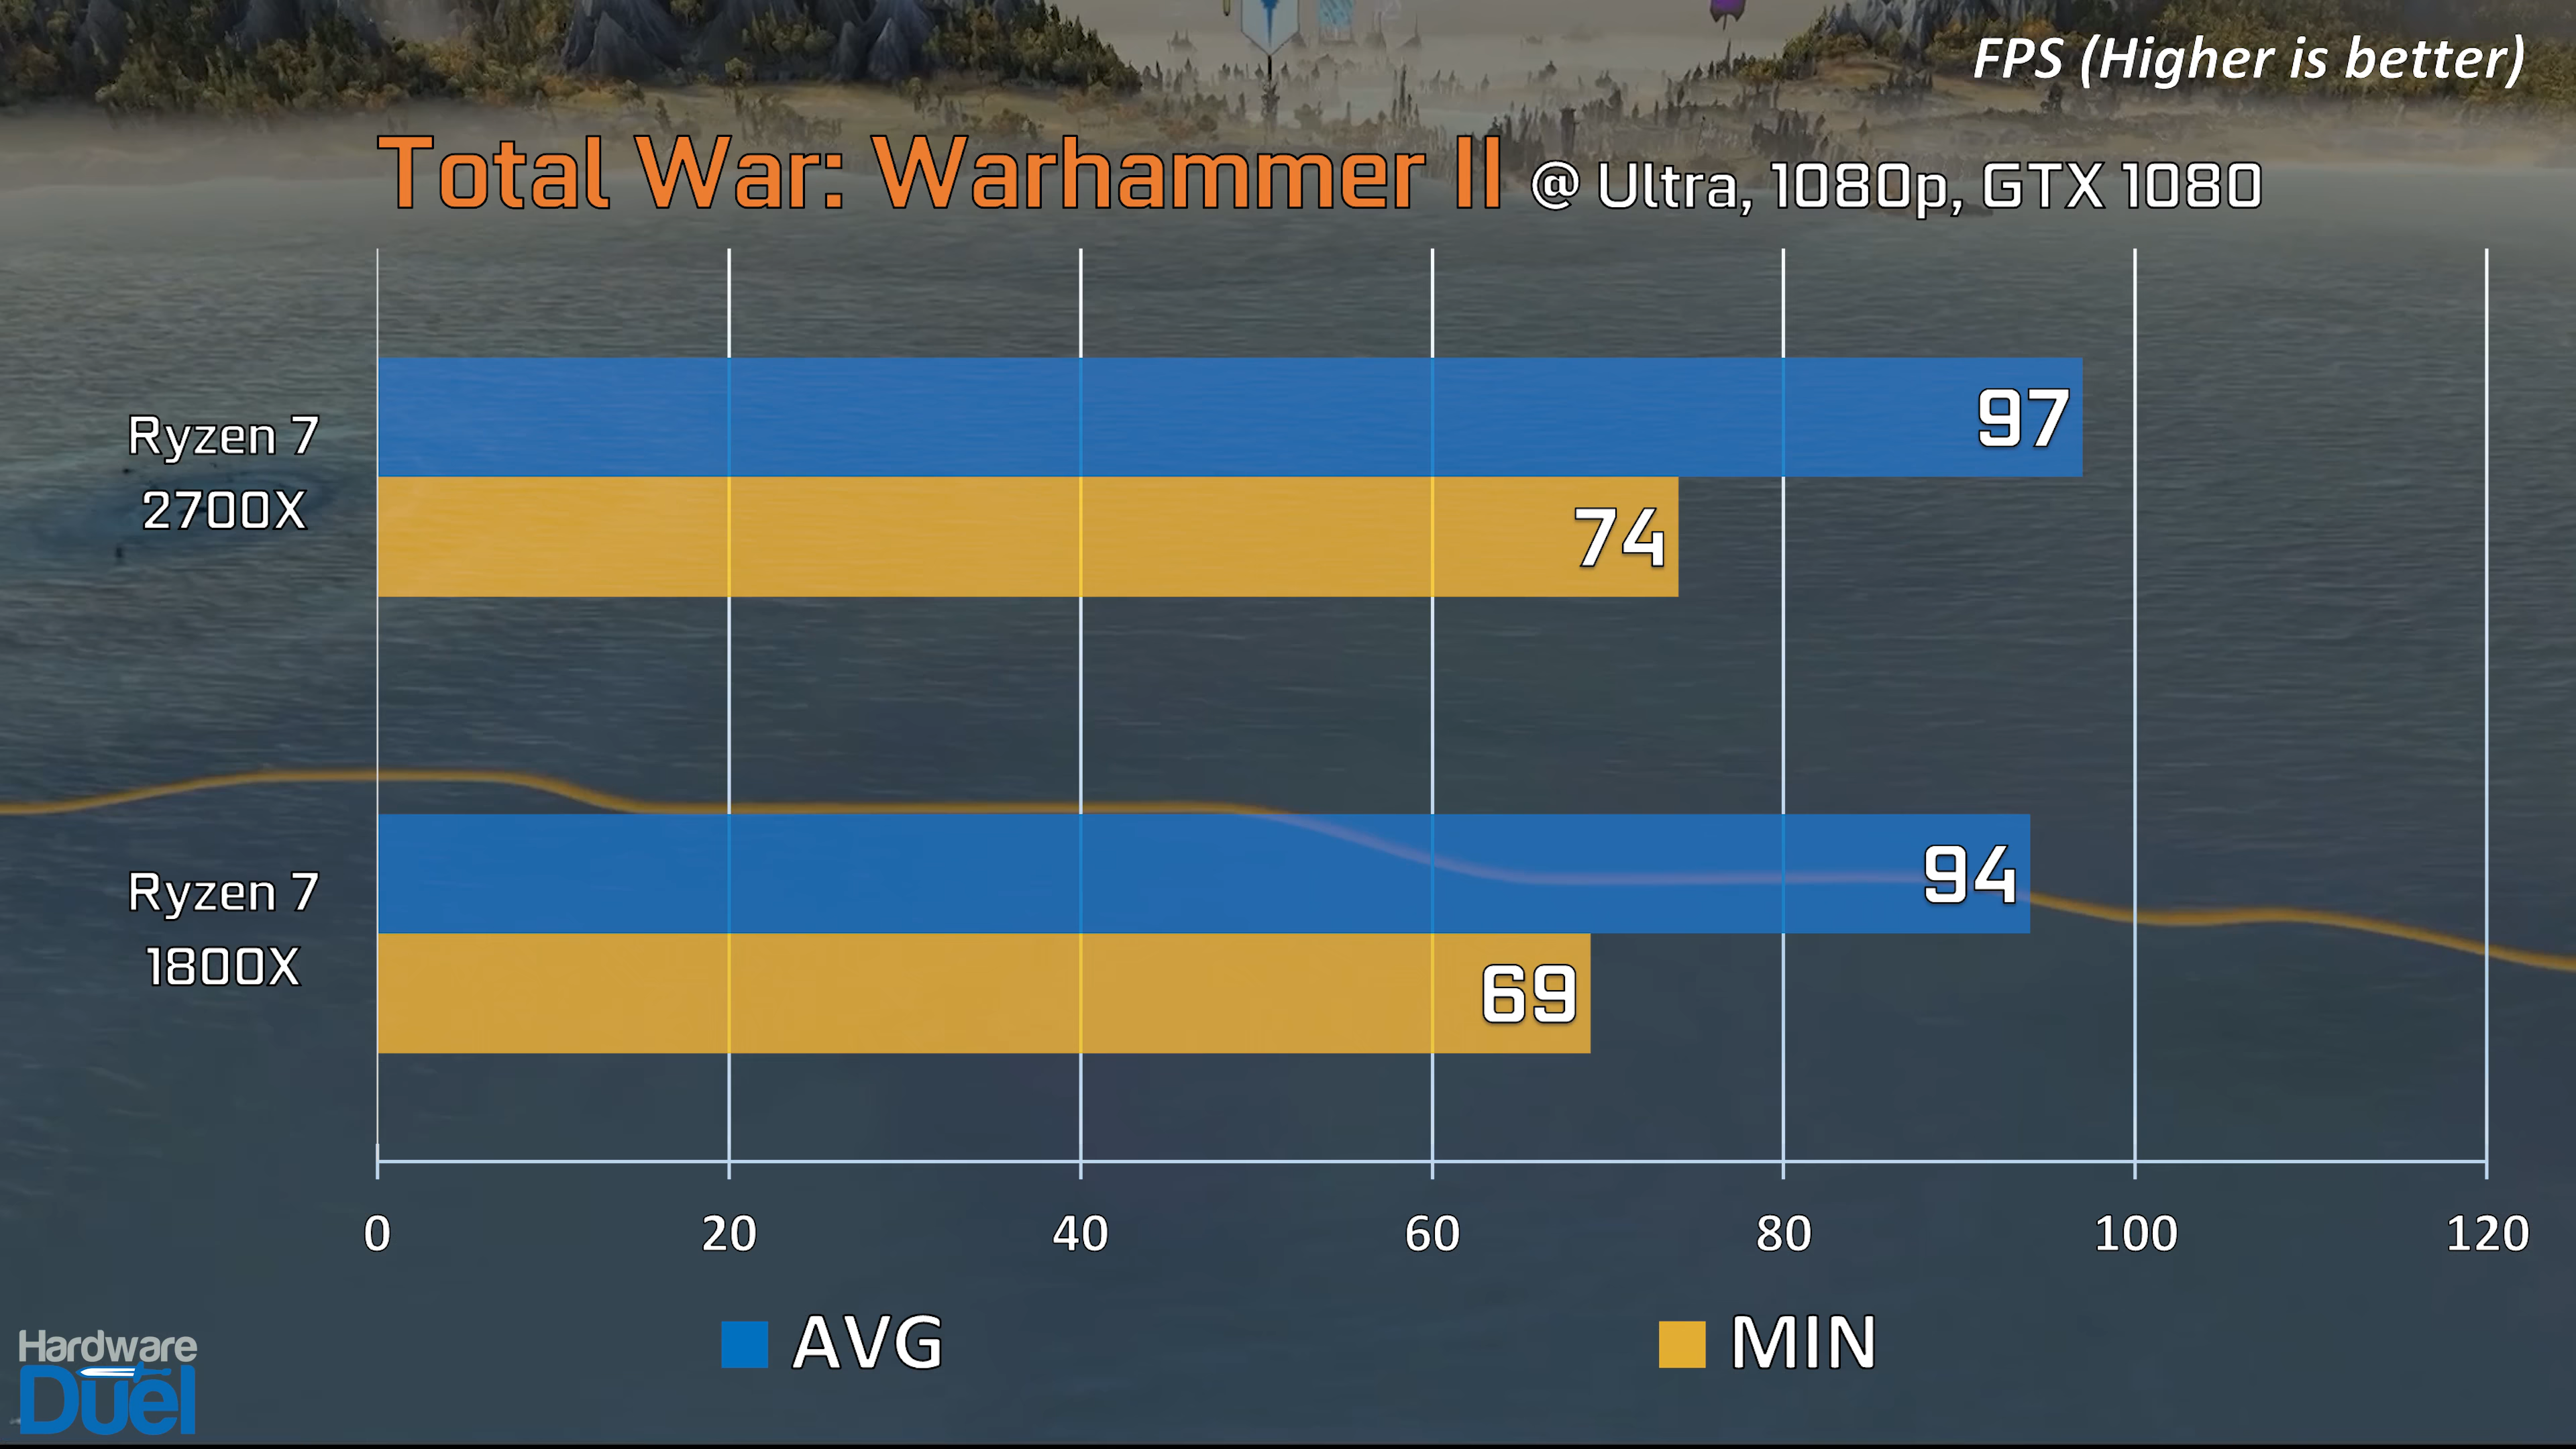 FPS (Higher is better)
Total War: Warhammer II @ Ultra, 1080p, GTX 1080
Ryzen 7
2700X
97
74
Ryzen 7
1800X
94
69
0 20 40 60 80 100 120
AVG MIN
Hardware
Duel